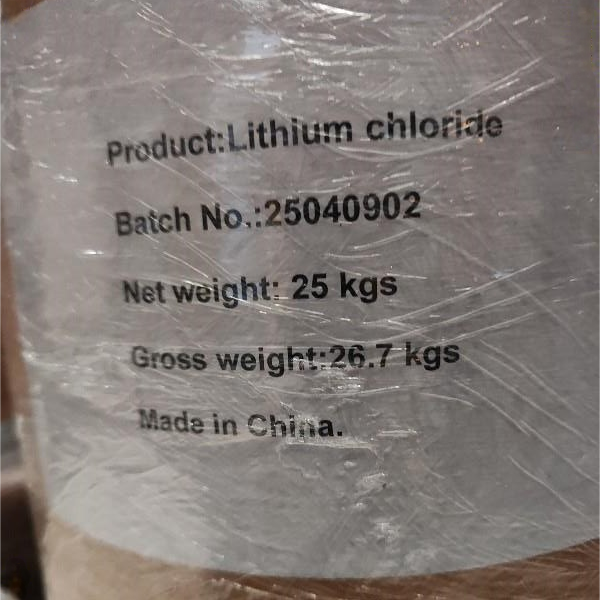 Product:Lithium chloride
Batch No.:25040902
Net weight: 25 kgs
Gross weight:26.7 kgs
Made in China.